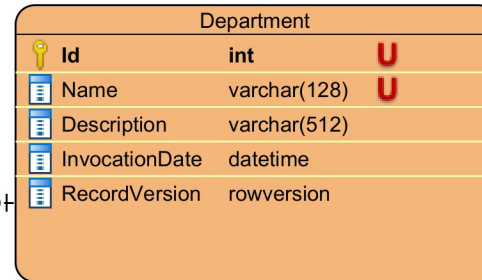 Department
Id int U
Name varchar(128) U
Description varchar(512)
InvocationDate datetime
RecordVersion rowversion